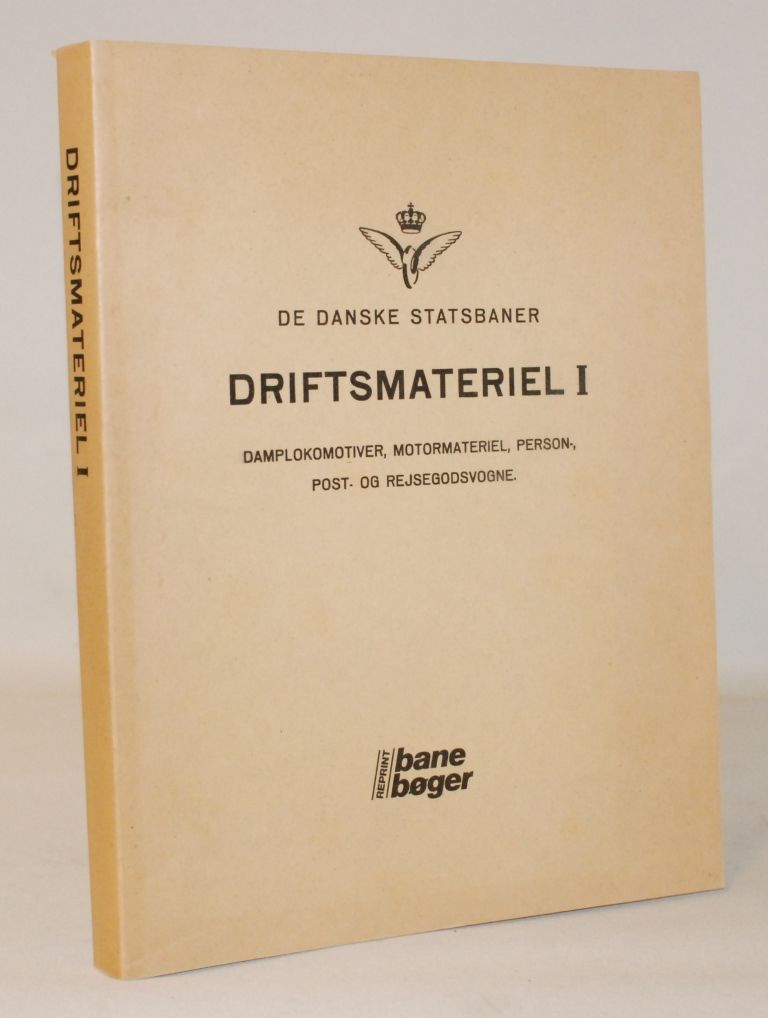 DRIFTSMATERIEL I
DE DANSKE STATSBANER
DRIFTSMATERIEL I
DAMPLOKOMOTIVER, MOTORMATERIEL, PERSON-,
POST- OG REJSEGODSVOGNE.
REPRINT
bane
bøger